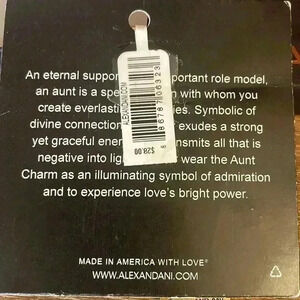 An eternal support portant role model,
an aunt is a spe n with whom you
create everlasti es. Symbolic of
divine connection exudes a strong
yet graceful ener nsmits all that is
negative into lig wear the Aunt
Charm as an illuminating symbol of admiration
and to experience love's bright power.
$28.00
MADE IN AMERICA WITH LOVE®
WWW.ALEXANDANI.COM